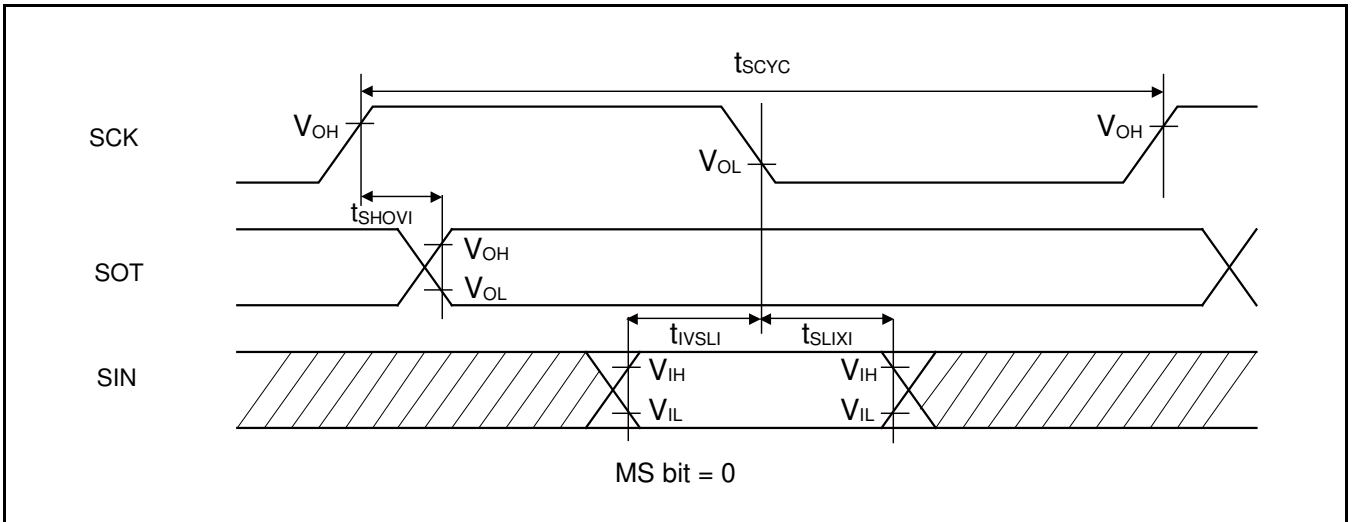 tSCYC
SCK
VOH
VOH
VOL
tSHOVI
SOT
VOH
VOL
tIVSLI
tSLIXI
SIN
VIH
VIH
VIL
VIL
MS bit = 0